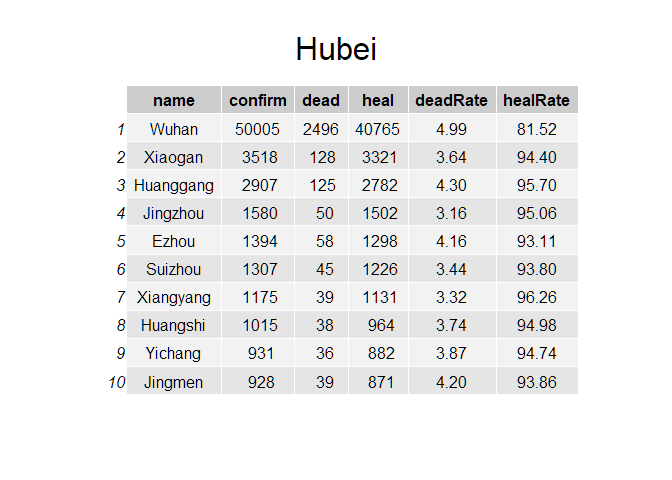 Hubei
name confirm dead heal deadRate healRate
1 Wuhan 50005 2496 40765 4.99 81.52
2 Xiaogan 3518 128 3321 3.64 94.40
3 Huanggang 2907 125 2782 4.30 95.70
4 Jingzhou 1580 50 1502 3.16 95.06
5 Ezhou 1394 58 1298 4.16 93.11
6 Suizhou 1307 45 1226 3.44 93.80
7 Xiangyang 1175 39 1131 3.32 96.26
8 Huangshi 1015 38 964 3.74 94.98
9 Yichang 931 36 882 3.87 94.74
10 Jingmen 928 39 871 4.20 93.86